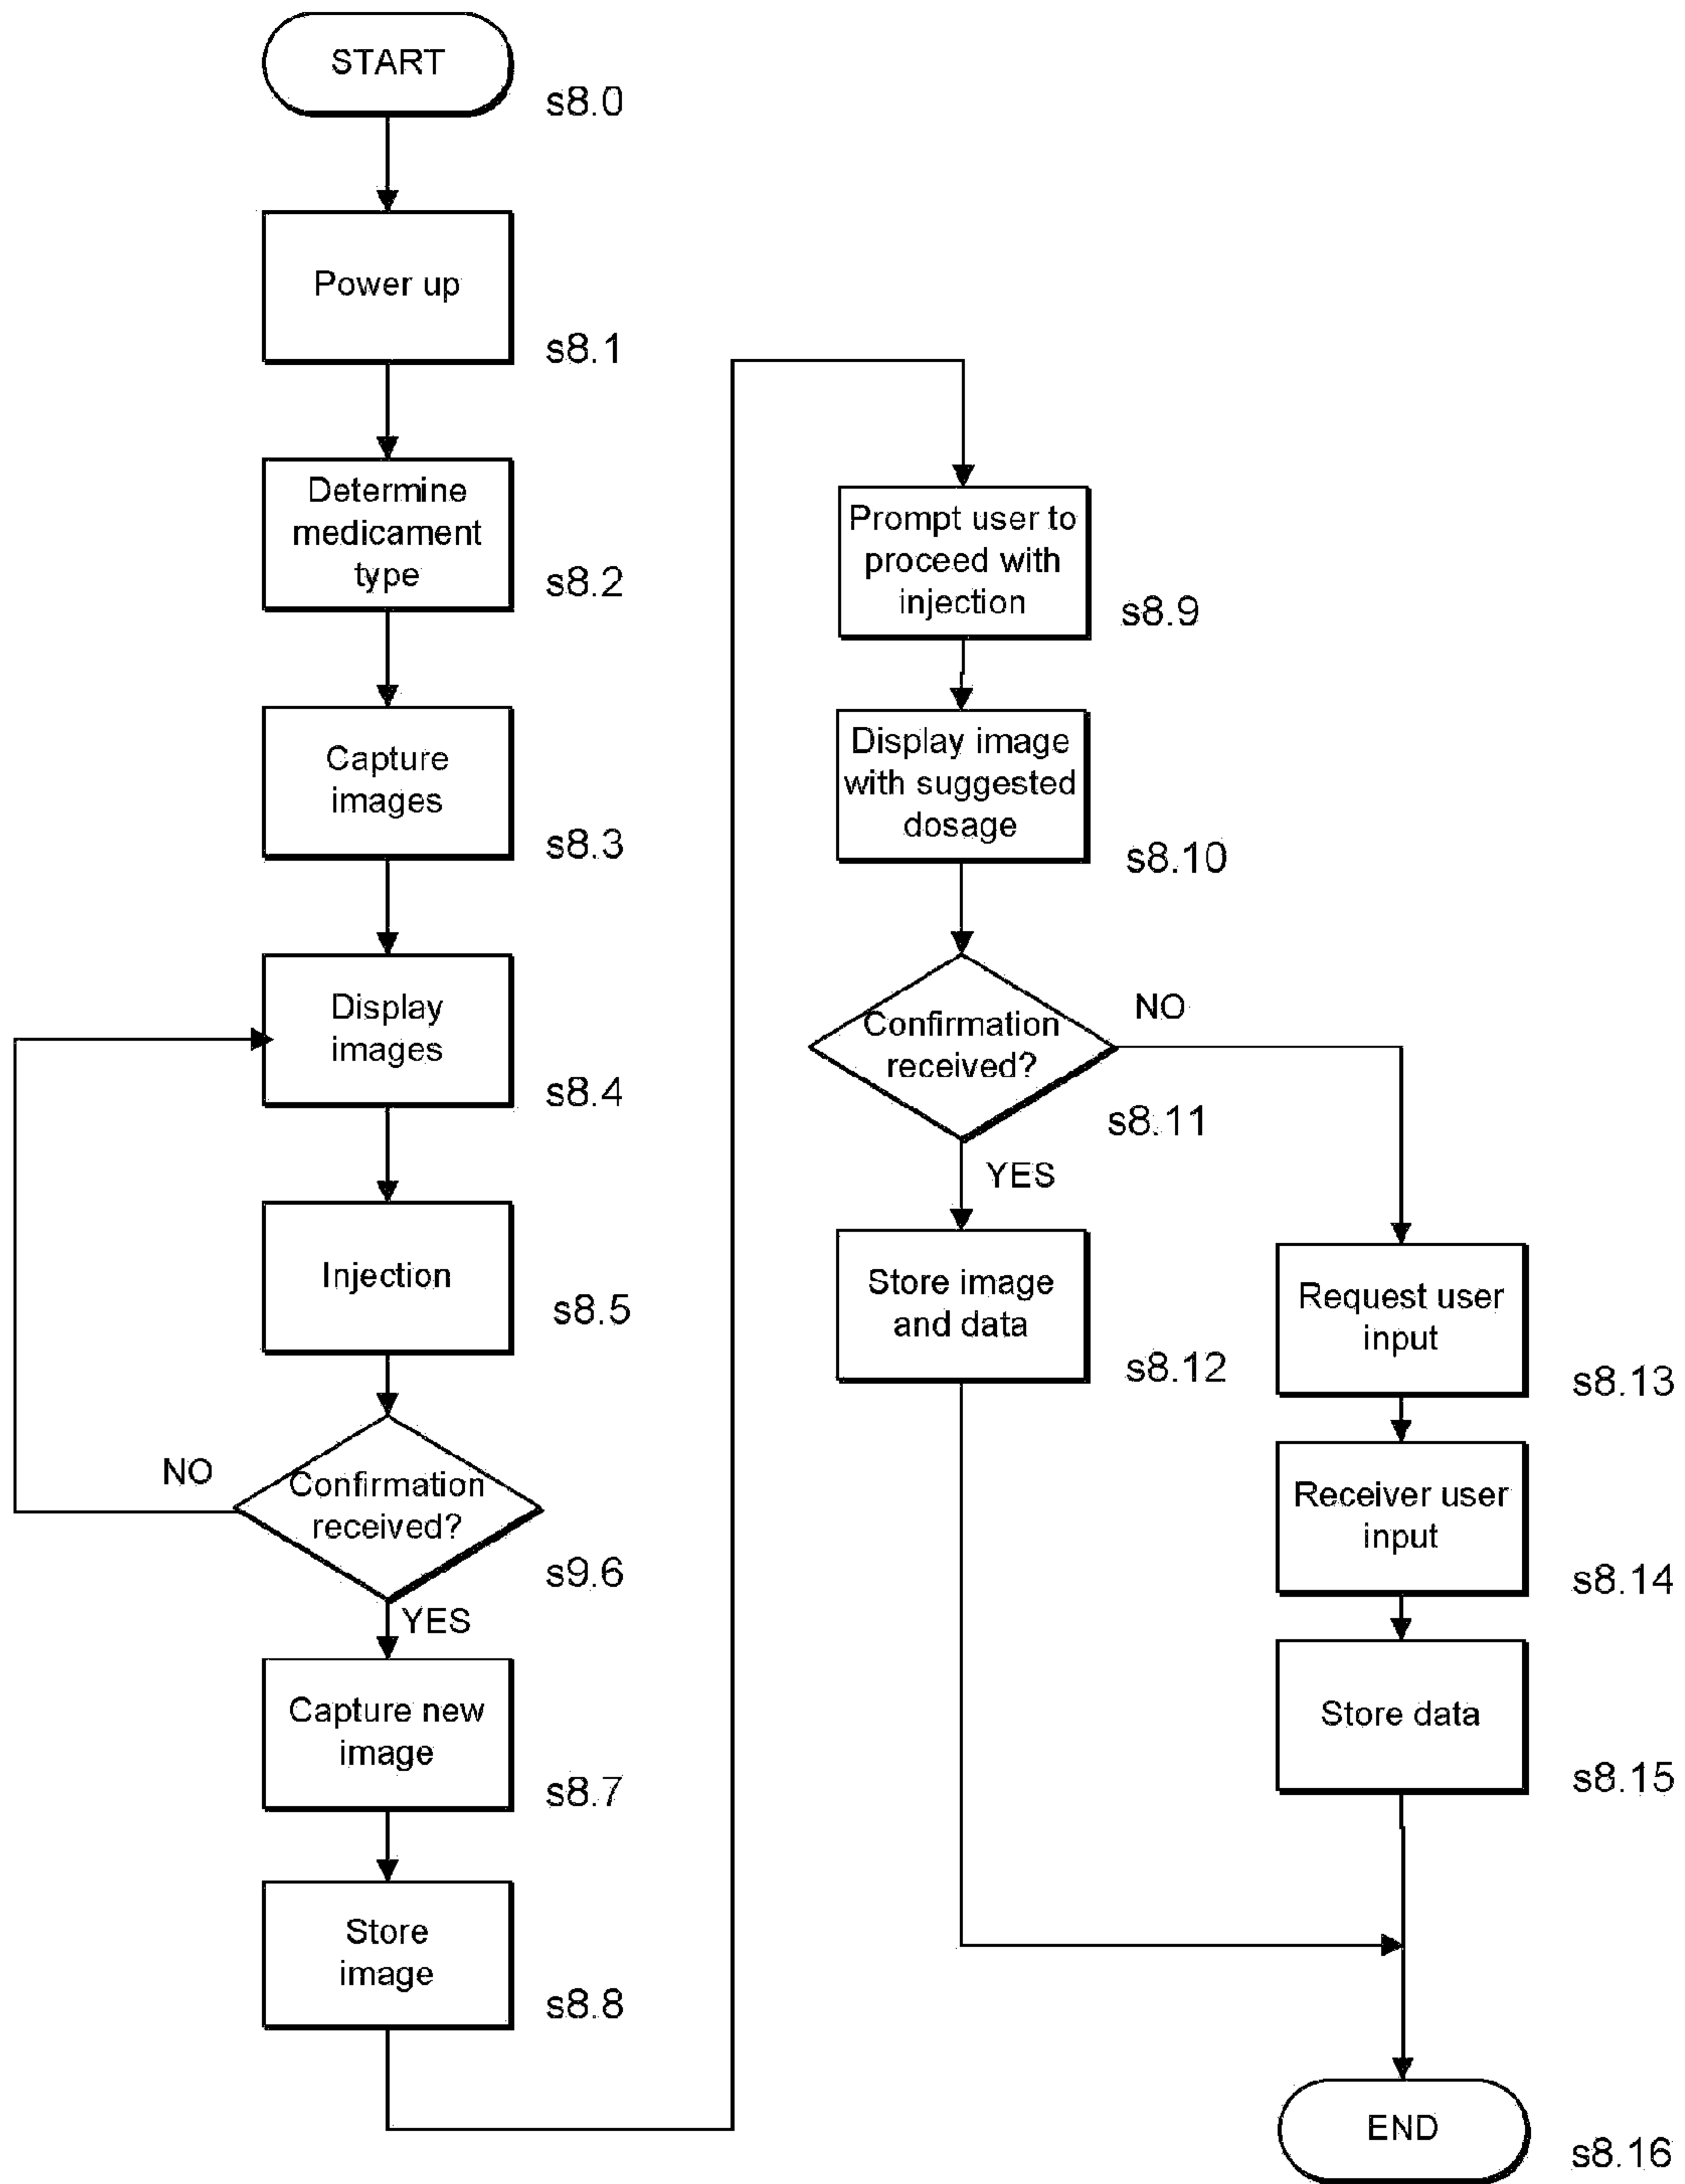 START
s8.0
Power up
s8.1
Determine
medicament
type
s8.2
Capture
images
s8.3
Display
images
s8.4
Injection
s8.5
NO
Confirmation
received?
s9.6
YES
Capture new
image
s8.7
Store
image
s8.8
Prompt user to
proceed with
injection
s8.9
Display image
with suggested
dosage
s8.10
Confirmation
received?
NO
s8.11
YES
Store image
and data
s8.12
Request user
input
s8.13
Receiver user
input
s8.14
Store data
s8.15
END
s8.16